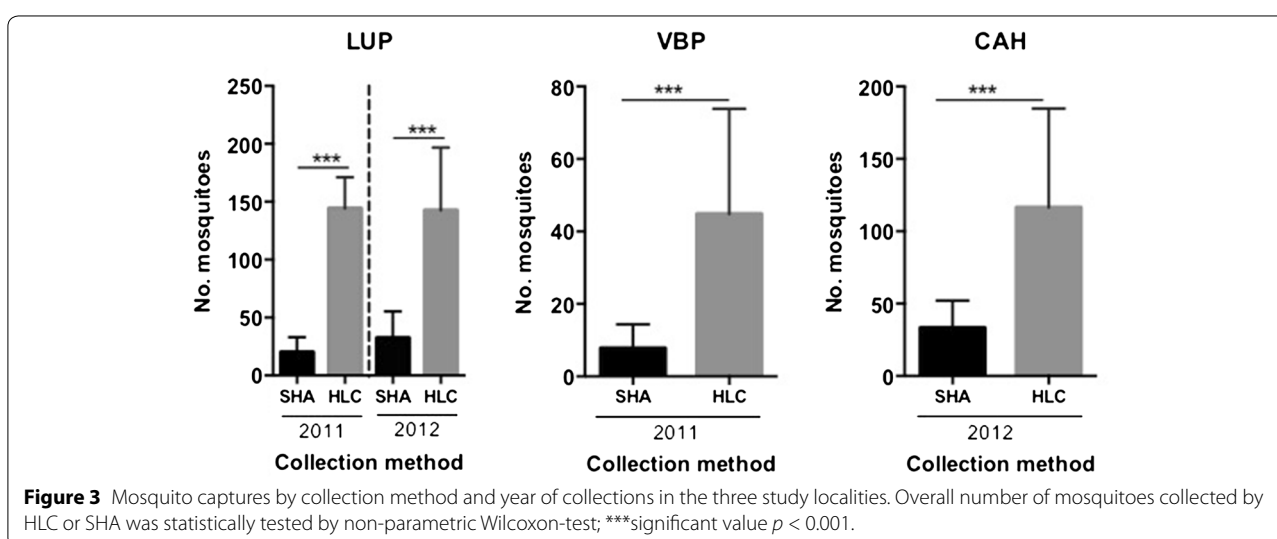 LUP
VBP
CAH
No. mosquitoes
250
200
150
100
50
0
***
***
SHA HLC SHA HLC
2011 2012
Collection method
No. mosquitoes
80
60
40
20
0
***
SHA HLC
2011
Collection method
No. mosquitoes
200
150
100
50
0
***
SHA HLC
2012
Collection method
Figure 3 Mosquito captures by collection method and year of collections in the three study localities. Overall number of mosquitoes collected by
HLC or SHA was statistically tested by non-parametric Wilcoxon-test; ***significant value p < 0.001.